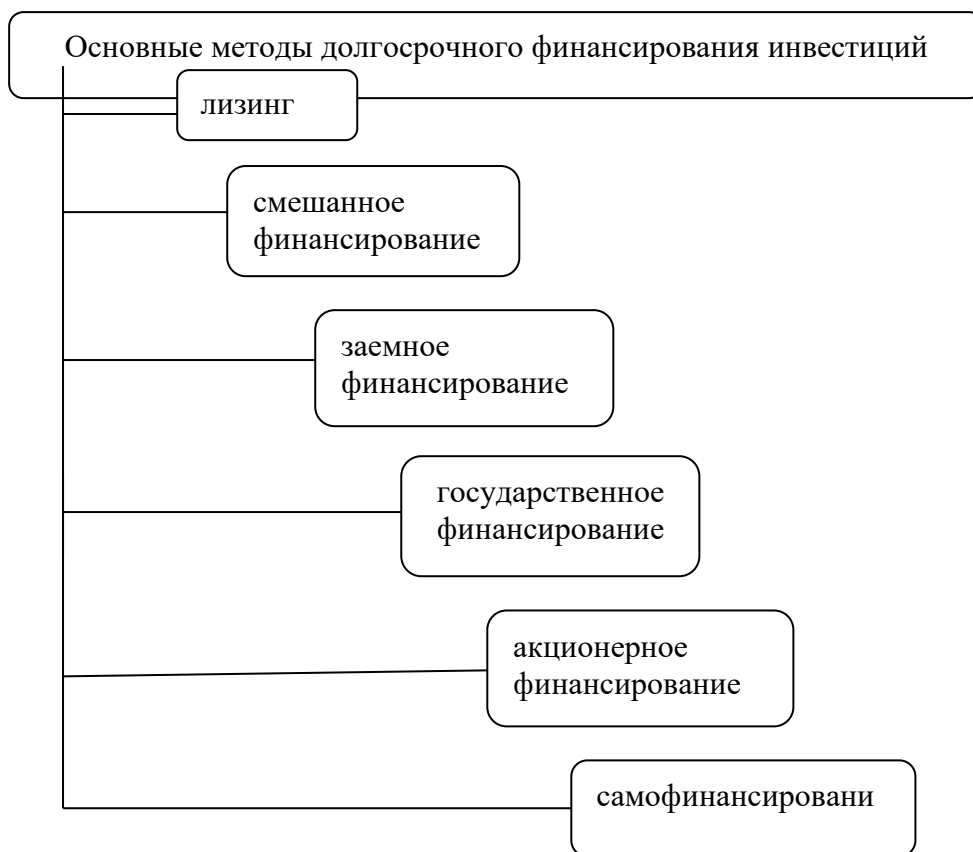 Основные методы долгосрочного финансирования инвестиций
лизинг
смешанное
финансирование
заемное
финансирование
государственное
финансирование
акционерное
финансирование
самофинансировани